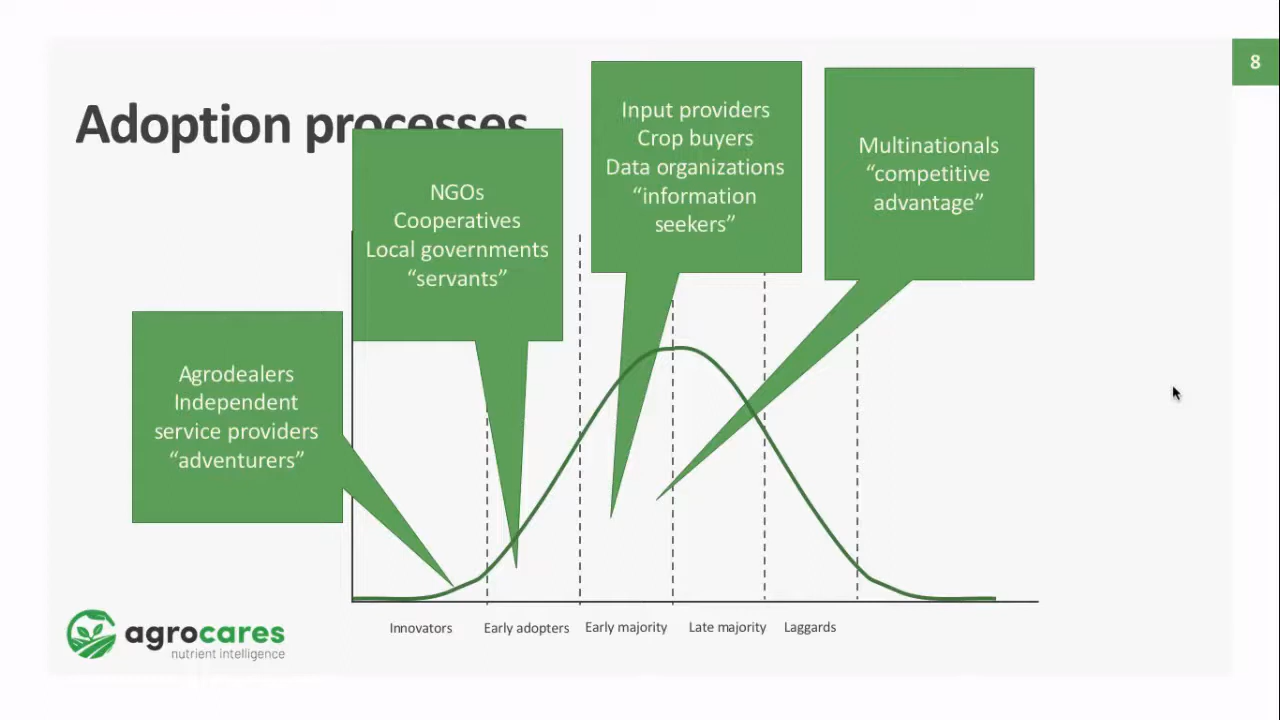 8
Adoption processes
NGOs
Cooperatives
Local governments
“servants”
Input providers
Crop buyers
Data organizations
“information
seekers”
Multinationals
“competitive
advantage”
Agrodealers
Independent
service providers
“adventurers”
Innovators
Early adopters
Early majority
Late majority
Laggards
agrocares
nutrient intelligence